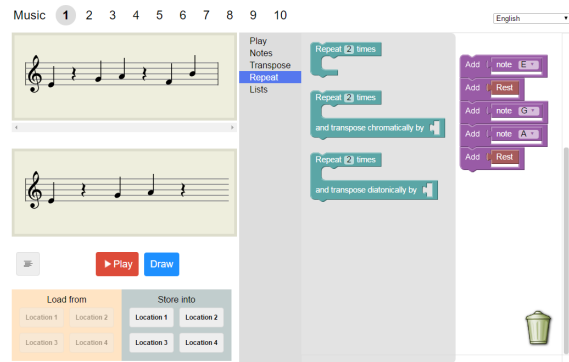 Music 1 2 3 4 5 6 7 8 9 10
English
Play
Notes
Transpose
Repeat
Lists
Repeat 2 times
Repeat 2 times
and transpose chromatically by
Repeat 2 times
and transpose diatonically by
Add note E
Add Rest
Add note G
Add note A
Add Rest
Play Draw
Load from
Location 1 Location 2
Location 3 Location 4
Store into
Location 1 Location 2
Location 3 Location 4